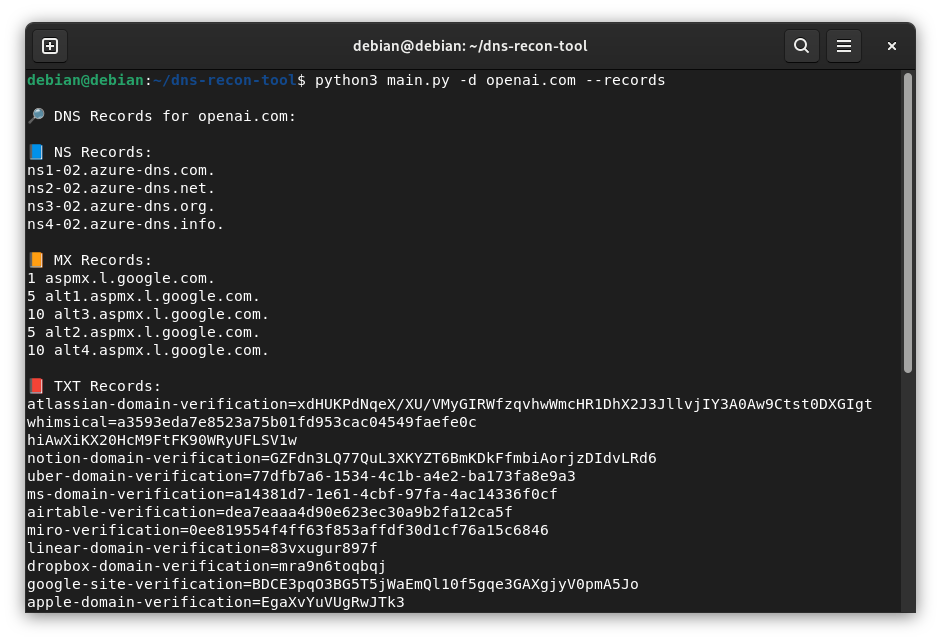 debian@debian: ~/dns-recon-tool
debian@debian:~/dns-recon-tool$ python3 main.py -d openai.com --records
🔎 DNS Records for openai.com:
📘 NS Records:
ns1-02.azure-dns.com.
ns2-02.azure-dns.net.
ns3-02.azure-dns.org.
ns4-02.azure-dns.info.
📙 MX Records:
1 aspmx.l.google.com.
5 alt1.aspmx.l.google.com.
10 alt3.aspmx.l.google.com.
5 alt2.aspmx.l.google.com.
10 alt4.aspmx.l.google.com.
📕 TXT Records:
atlassian-domain-verification=xdHUKPdNqeX/XU/VMyGIRWfzqvhwWmcHR1DhX2J3JllvjIY3A0Aw9Ctst0DXGIgt
whimsical=a3593eda7e8523a75b01fd953cac04549faefe0c
hiAwXiKX20HcM9FtFK90WRyUFLSV1w
notion-domain-verification=GZFdn3LQ77QuL3XKYZT6BmKDkFfmbiAorjzDIdvLRd6
uber-domain-verification=77dfb7a6-1534-4c1b-a4e2-ba173fa8e9a3
ms-domain-verification=a14381d7-1e61-4cbf-97fa-4ac14336f0cf
airtable-verification=dea7eaaa4d90e623ec30a9b2fa12ca5f
miro-verification=0ee819554f4ff63f853affdf30d1cf76a15c6846
linear-domain-verification=83vxugur897f
dropbox-domain-verification=mra9n6toqbqj
google-site-verification=BDCE3pqO3BG5T5jWaEmQl10f5gqe3GAXgjyV0pmA5Jo
apple-domain-verification=EgaXvYuVUgRwJTk3